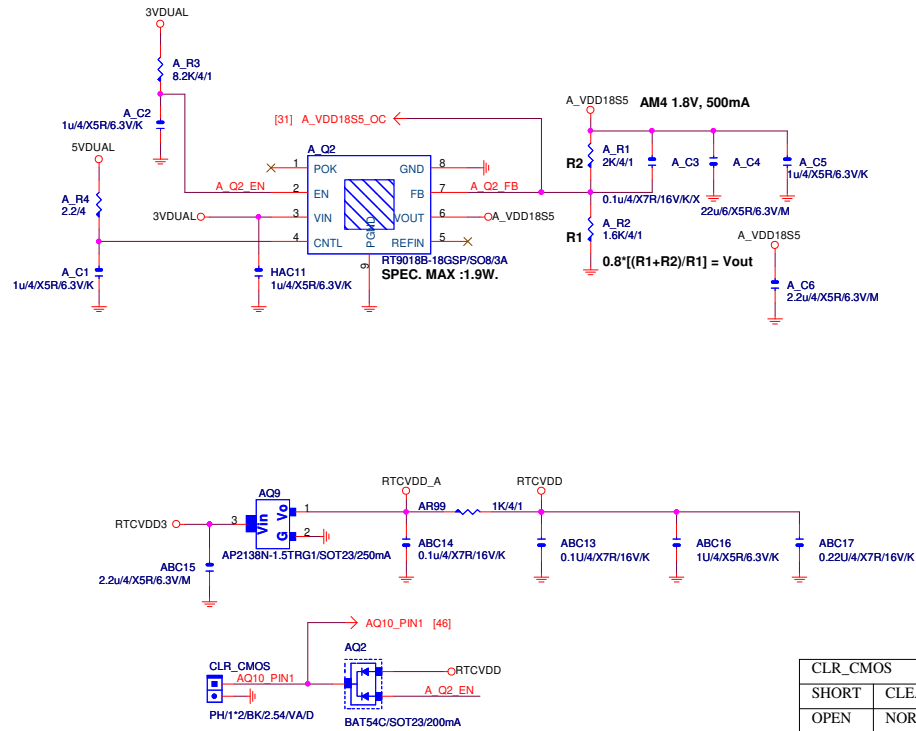 3VDUAL
A_R3
8.2K/4/1
A_C2
1u/4/X5R/6.3V/K
5VDUAL
A_R4
2.2/4
A_C1
1u/4/X5R/6.3V/K
A_Q2_EN
3VDUAL
HAC11
1u/4/X5R/6.3V/K
[31] A_VDD18S5_OC
A_Q2
1 POK
2 EN
3 VIN
4 CNTL
GND 8
FB 7
VOUT 6
REFIN 5
PGND
9
A_Q2_FB
A_VDD18S5
RT9018B-18GSP/SO8/3A
SPEC. MAX :1.9W.
A_VDD18S5
AM4 1.8V, 500mA
R2
A_R1
2K/4/1
A_C3
0.1u/4/X7R/16V/K/X
A_C4
22u/6/X5R/6.3V/M
A_C5
1u/4/X5R/6.3V/K
R1
A_R2
1.6K/4/1
0.8*[(R1+R2)/R1] = Vout
A_VDD18S5
A_C6
2.2u/4/X5R/6.3V/M
RTCVDD3
ABC15
2.2u/4/X5R/6.3V/M
AQ9
3 Vin
Vo 1
G 2
AP2138N-1.5TRG1/SOT23/250mA
RTCVDD_A
ABC14
0.1u/4/X7R/16V/K
AR99 1K/4/1
RTCVDD
ABC13
0.1U/4/X7R/16V/K
ABC16
1U/4/X5R/6.3V/K
ABC17
0.22U/4/X7R/16V/K
AQ10_PIN1 [46]
CLR_CMOS
AQ10_PIN1
PH/1*2/BK/2.54/VA/D
AQ2
RTCVDD
A_Q2_EN
BAT54C/SOT23/200mA
CLR_CMOS
SHORT CLE
OPEN NOR